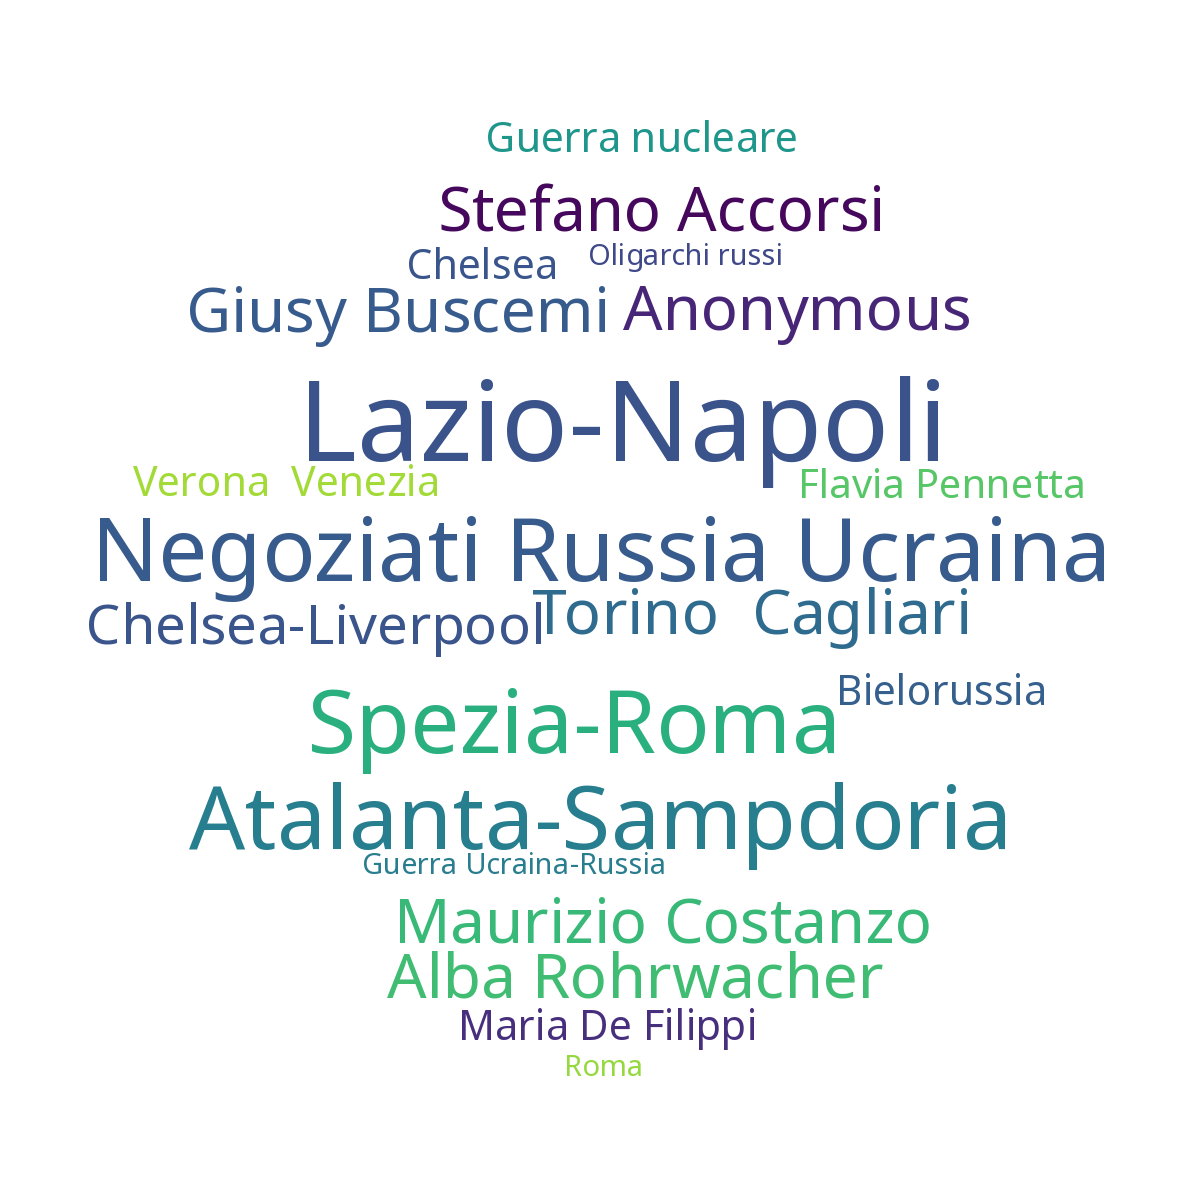 Guerra nucleare
Stefano Accorsi
Chelsea
Oligarchi russi
Giusy Buscemi
Anonymous
Lazio-Napoli
Verona  Venezia
Flavia Pennetta
Negoziati Russia Ucraina
Chelsea-Liverpool
Torino  Cagliari
Bielorussia
Spezia-Roma
Atalanta-Sampdoria
Guerra Ucraina-Russia
Maurizio Costanzo
Alba Rohrwacher
Maria De Filippi
Roma